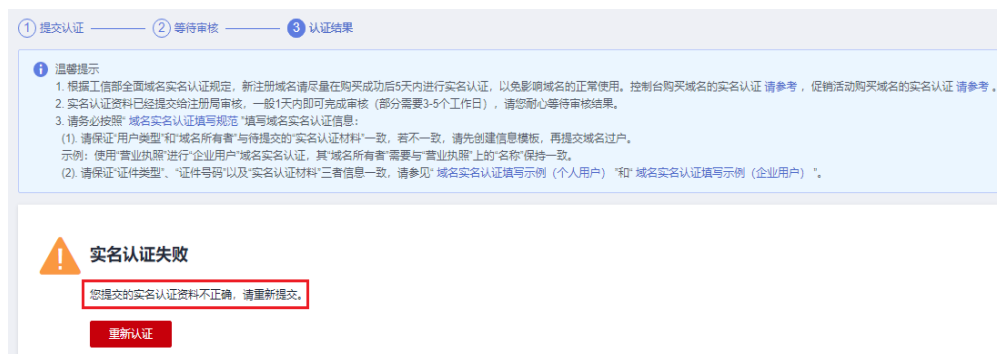 1 提交认证 2 等待审核 3 认证结果
温馨提示
1. 根据工信部全面域名实名认证规定，新注册域名请尽量在购买成功后5天内进行实名认证，以免影响域名的正常使用。控制台购买域名的实名认证 请参考 ，促销活动购买域名的实名认证 请参考 。
2. 实名认证资料已经提交给注册局审核，一般1天内即可完成审核（部分需要3-5个工作日），请您耐心等待审核结果。
3. 请务必按照" 域名实名认证填写规范 "填写域名实名认证信息：
(1). 请保证"用户类型"和"域名所有者"与待提交的"实名认证材料"一致，若不一致，请先创建信息模板，再提交域名过户。
示例：使用"营业执照"进行"企业用户"域名实名认证，其"域名所有者"需要与"营业执照"上的"名称"保持一致。
(2). 请保证"证件类型"、"证件号码"以及"实名认证材料"三者信息一致，请参见" 域名实名认证填写示例（个人用户） "和" 域名实名认证填写示例（企业用户） "。
实名认证失败
您提交的实名认证资料不正确，请重新提交。
重新认证